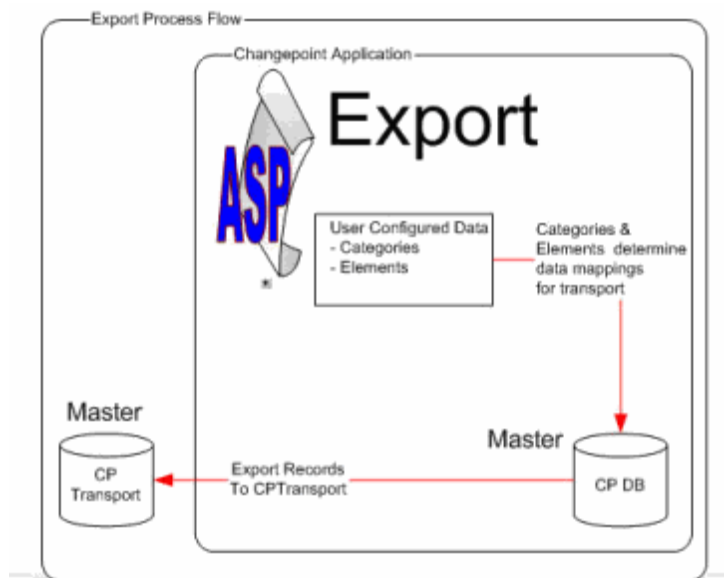 Export Process Flow
Changepoint Application
Export
ASP
User Configured Data
- Categories
- Elements
Categories &
Elements determine
data mappings
for transport
Master
CP
Transport
Export Records
To CPTransport
Master
CP DB